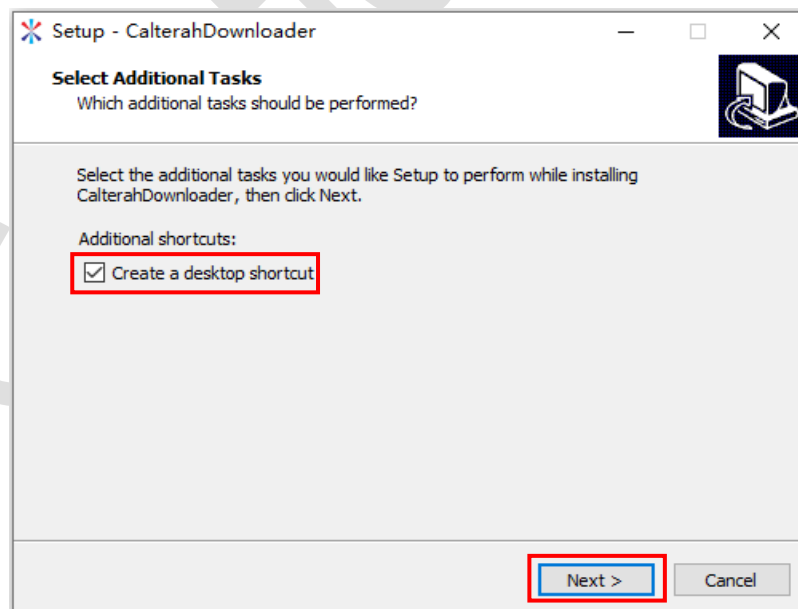 Setup - CalterahDownloader
Select Additional Tasks
Which additional tasks should be performed?
Select the additional tasks you would like Setup to perform while installing
CalterahDownloader, then click Next.
Additional shortcuts:
Create a desktop shortcut
Next >
Cancel